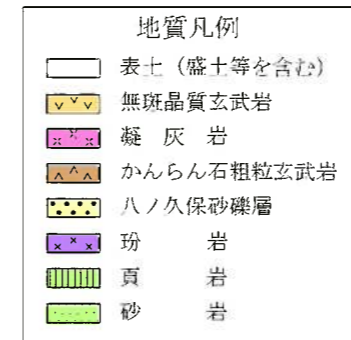 地質凡例
表土（盛土等を含む）
無斑晶質玄武岩
凝灰岩
かんらん石粗粒玄武岩
八ノ久保砂礫層
玢岩
頁岩
砂岩